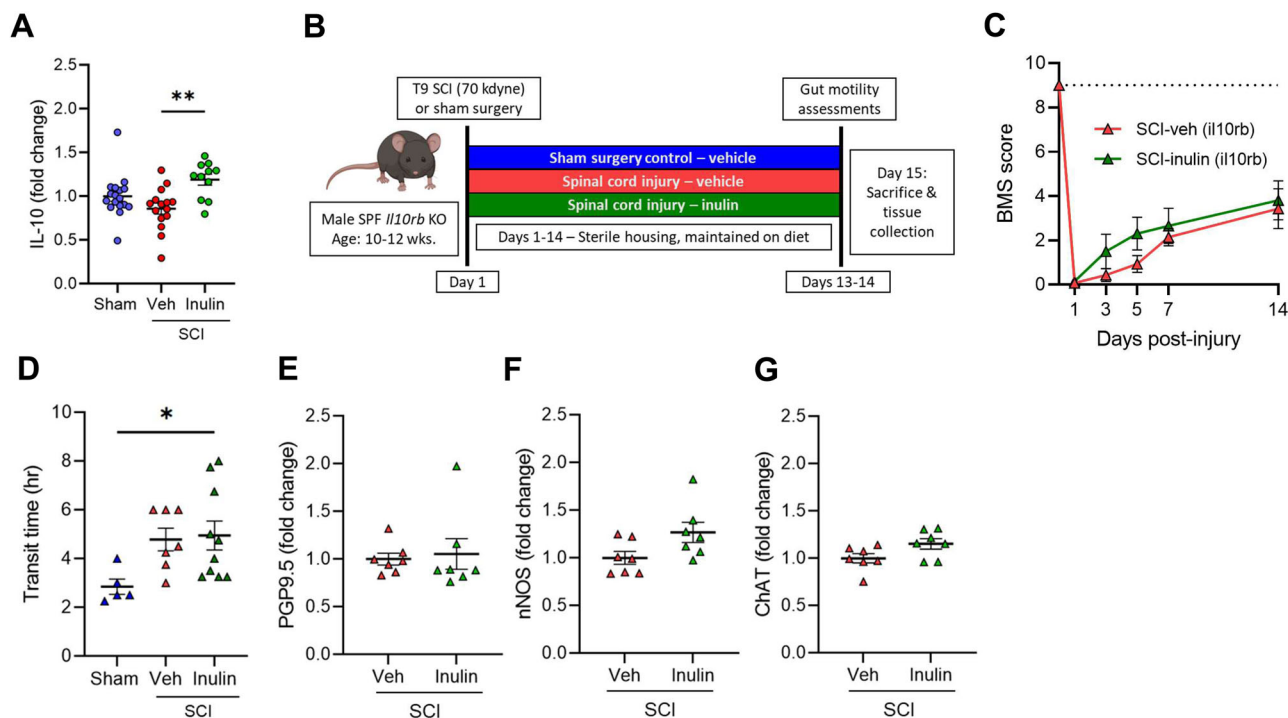 A
IL-10 (fold change)
2.5
2.0
1.5
1.0
0.5
0.0
**
Sham
Veh
Inulin
SCI
B
T9 SCI (70 kdyne)
or sham surgery
Gut motility
assessments
Sham surgery control – vehicle
Spinal cord injury – vehicle
Spinal cord injury – inulin
Male SPF Il10rb KO
Age: 10-12 wks.
Days 1-14 – Sterile housing, maintained on diet
Day 15:
Sacrifice &
tissue
collection
Day 1
Days 13-14
C
BMS score
10
8
6
4
2
0
SCI-veh (il10rb)
SCI-inulin (il10rb)
1
3
5
7
14
Days post-injury
D
Transit time (hr)
10
8
6
4
2
0
*
Sham
Veh
Inulin
SCI
E
PGP9.5 (fold change)
2.5
2.0
1.5
1.0
0.5
0.0
Veh
Inulin
SCI
F
nNOS (fold change)
2.5
2.0
1.5
1.0
0.5
0.0
Veh
Inulin
SCI
G
ChAT (fold change)
2.5
2.0
1.5
1.0
0.5
0.0
Veh
Inulin
SCI